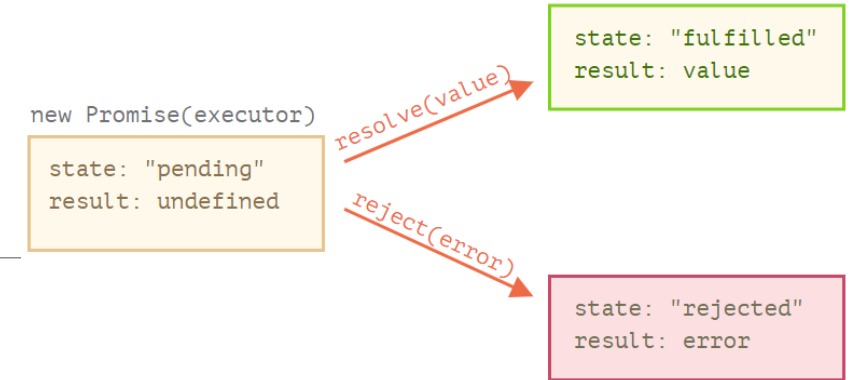 new Promise(executor)
state: "pending"
result: undefined
resolve(value)
reject(error)
state: "fulfilled"
result: value
state: "rejected"
result: error